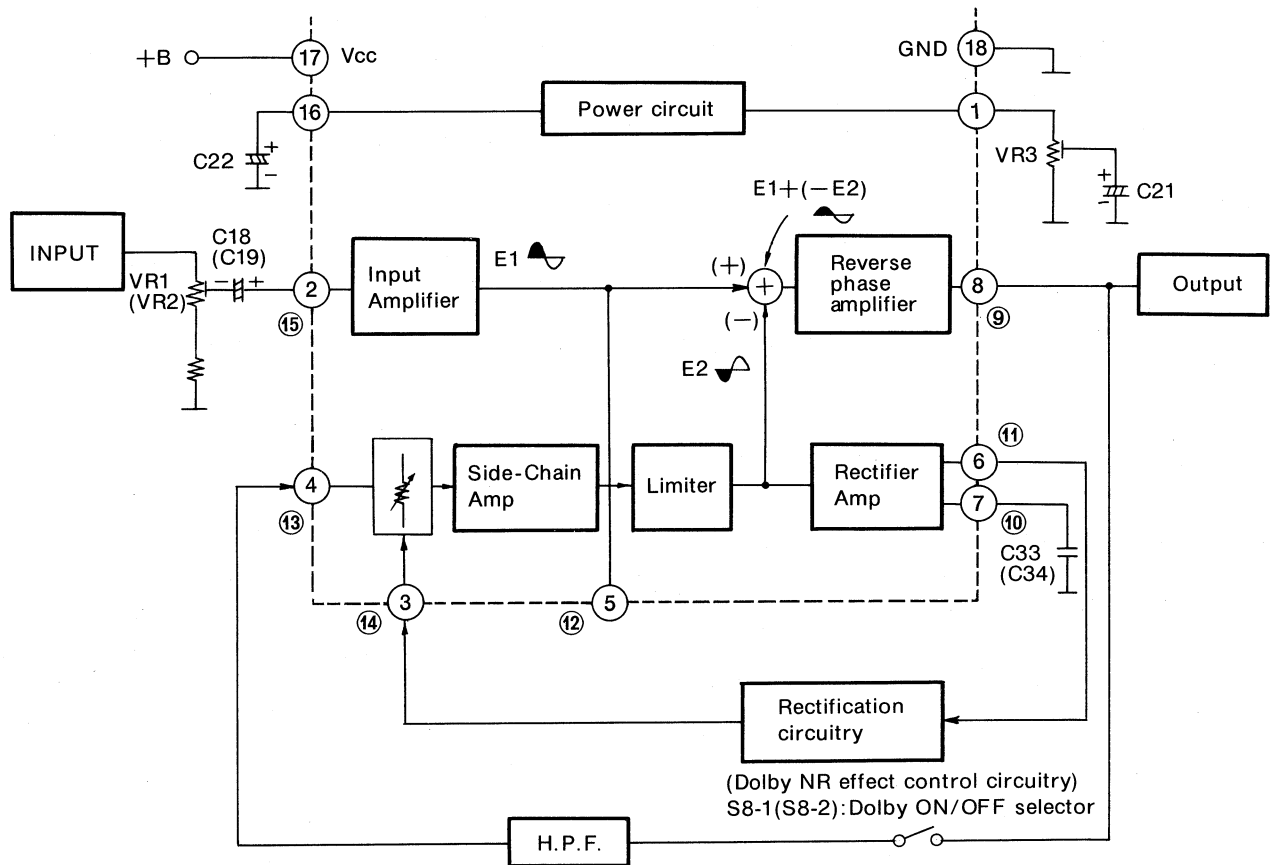 +B
17
Vcc
GND
18
16
Power circuit
1
C22
+
-
VR3
+
-
C21
INPUT
VR1
(VR2)
C18
(C19)
- +
2
15
Input
Amplifier
E1
E1+(-E2)
(+)
+
(-)
E2
Reverse
phase
amplifier
8
9
Output
4
13
Side-Chain
Amp
Limiter
Rectifier
Amp
11
6
7
10
C33
(C34)
3
14
12
5
Rectification
circuitry
(Dolby NR effect control circuitry)
S8-1(S8-2):Dolby ON/OFF selector
H.P.F.